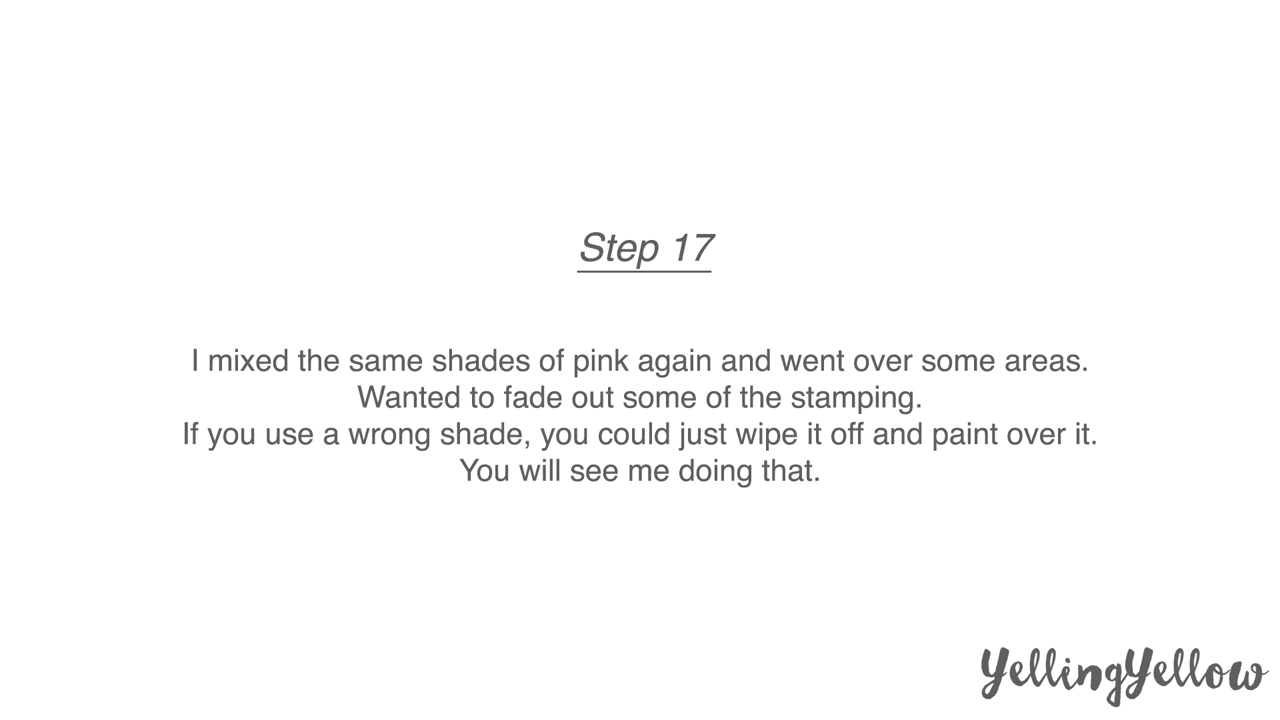 Step 17
I mixed the same shades of pink again and went over some areas.
Wanted to fade out some of the stamping.
If you use a wrong shade, you could just wipe it off and paint over it.
You will see me doing that.
YellingYellow